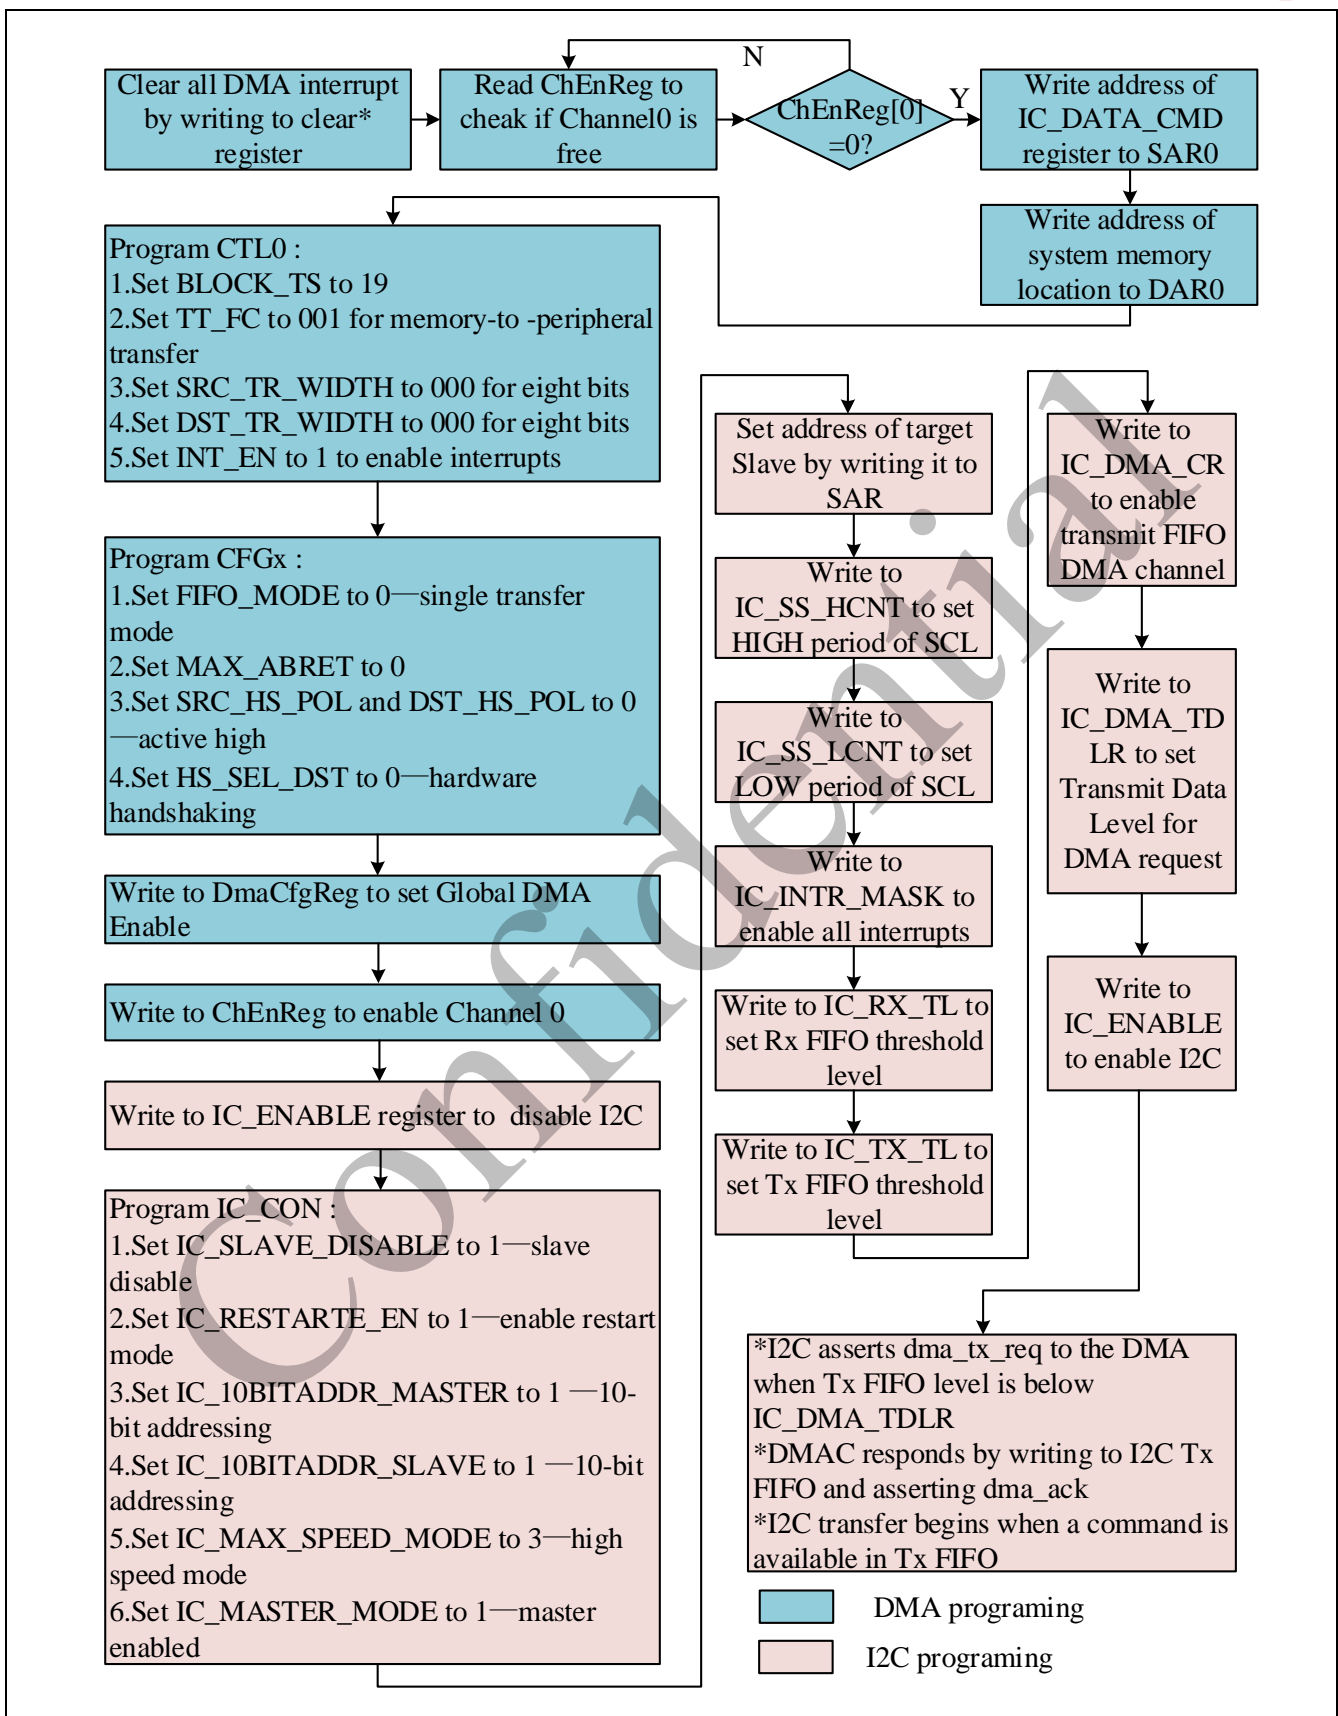 Clear all DMA interrupt
by writing to clear*
register
Read ChEnReg to
cheak if Channel0 is
free
N
ChEnReg[0]
=0?
Y
Write address of
IC_DATA_CMD
register to SAR0
Write address of
system memory
location to DAR0
Program CTL0 :
1.Set BLOCK_TS to 19
2.Set TT_FC to 001 for memory-to -peripheral
transfer
3.Set SRC_TR_WIDTH to 000 for eight bits
4.Set DST_TR_WIDTH to 000 for eight bits
5.Set INT_EN to 1 to enable interrupts
Program CFGx :
1.Set FIFO_MODE to 0—single transfer
mode
2.Set MAX_ABRET to 0
3.Set SRC_HS_POL and DST_HS_POL to 0
—active high
4.Set HS_SEL_DST to 0—hardware
handshaking
Write to DmaCfgReg to set Global DMA
Enable
Write to ChEnReg to enable Channel 0
Write to IC_ENABLE register to  disable I2C
Program IC_CON :
1.Set IC_SLAVE_DISABLE to 1—slave
disable
2.Set IC_RESTARTE_EN to 1—enable restart
mode
3.Set IC_10BITADDR_MASTER to 1 —10-
bit addressing
4.Set IC_10BITADDR_SLAVE to 1 —10-bit
addressing
5.Set IC_MAX_SPEED_MODE to 3—high
speed mode
6.Set IC_MASTER_MODE to 1—master
enabled
Set address of target
Slave by writing it to
SAR
Write to
IC_SS_HCNT to set
HIGH period of SCL
Write to
IC_SS_LCNT to set
LOW period of SCL
Write to
IC_INTR_MASK to
enable all interrupts
Write to IC_RX_TL to
set Rx FIFO threshold
level
Write to IC_TX_TL to
set Tx FIFO threshold
level
Write to
IC_DMA_CR
to enable
transmit FIFO
DMA channel
Write to
IC_DMA_TD
LR to set
Transmit Data
Level for
DMA request
Write to
IC_ENABLE
to enable I2C
*I2C asserts dma_tx_req to the DMA
when Tx FIFO level is below
IC_DMA_TDLR
*DMAC responds by writing to I2C Tx
FIFO and asserting dma_ack
*I2C transfer begins when a command is
available in Tx FIFO
DMA programing
I2C programing
Confidential